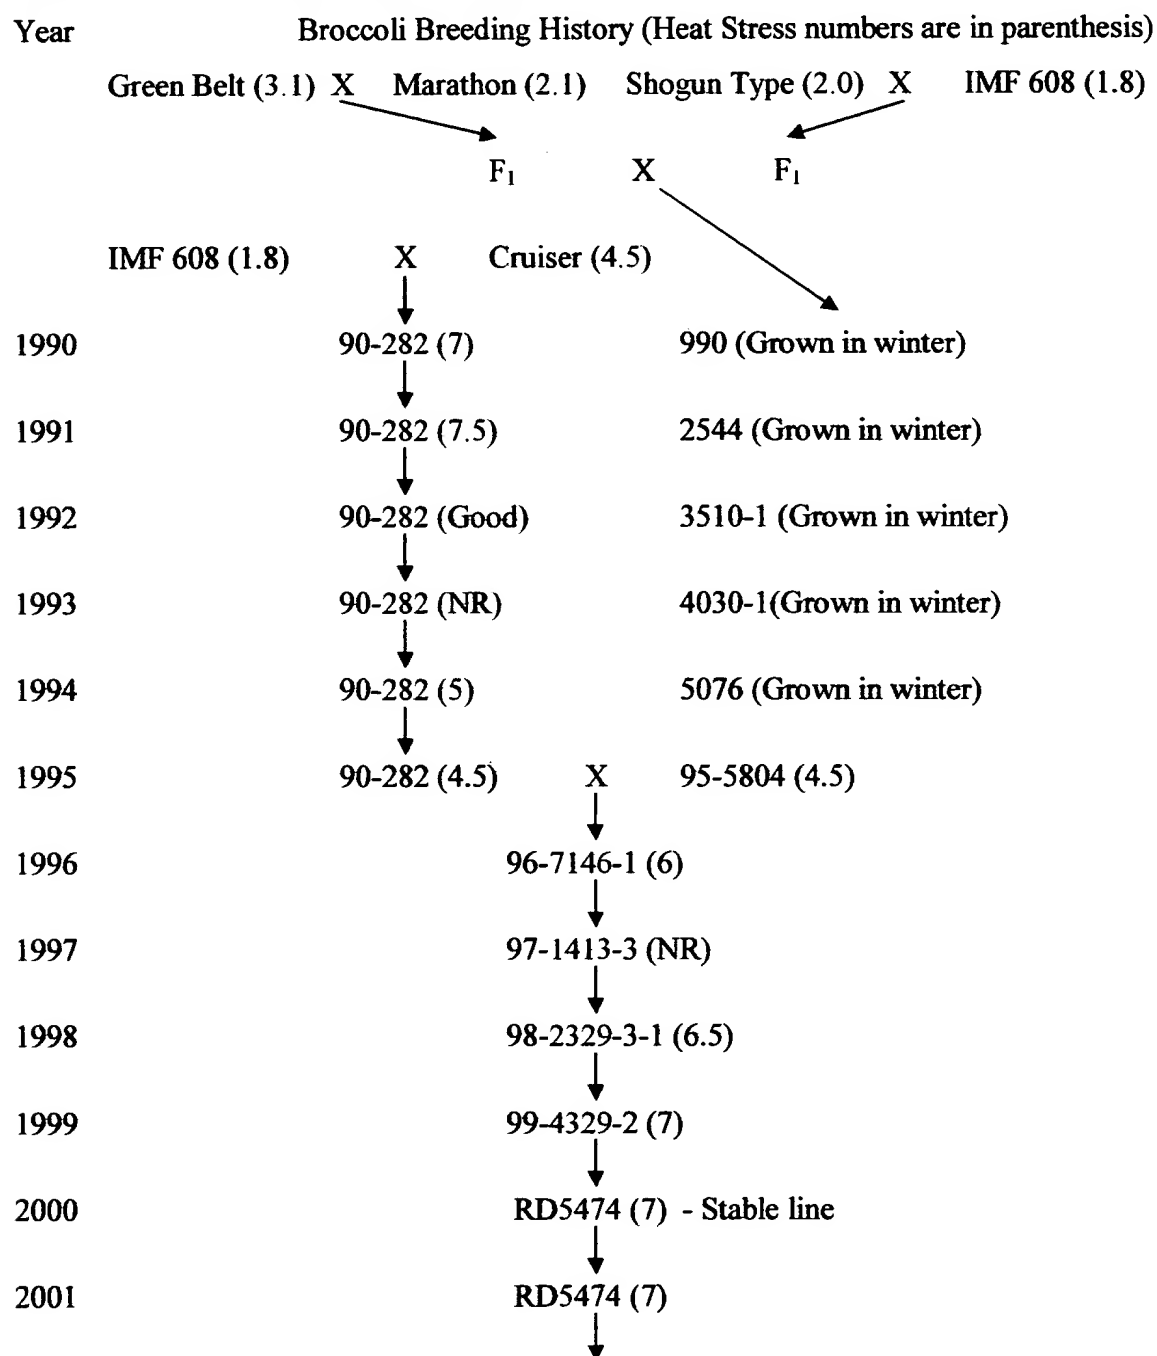 Year Broccoli Breeding History (Heat Stress numbers are in parenthesis)
Green Belt (3.1) X Marathon (2.1) Shogun Type (2.0) X IMF 608 (1.8)
F₁ X F₁
IMF 608 (1.8) X Cruiser (4.5)
1990 90-282 (7) 990 (Grown in winter)
1991 90-282 (7.5) 2544 (Grown in winter)
1992 90-282 (Good) 3510-1 (Grown in winter)
1993 90-282 (NR) 4030-1(Grown in winter)
1994 90-282 (5) 5076 (Grown in winter)
1995 90-282 (4.5) X 95-5804 (4.5)
1996 96-7146-1 (6)
1997 97-1413-3 (NR)
1998 98-2329-3-1 (6.5)
1999 99-4329-2 (7)
2000 RD5474 (7) - Stable line
2001 RD5474 (7)